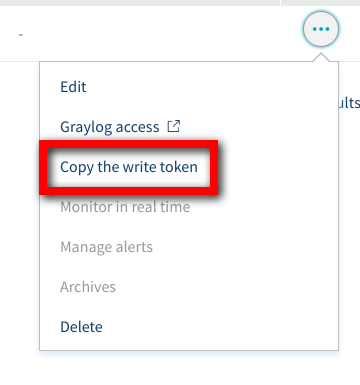 -
...
Edit
ults
Graylog access
Copy the write token
Monitor in real time
Manage alerts
Archives
Delete